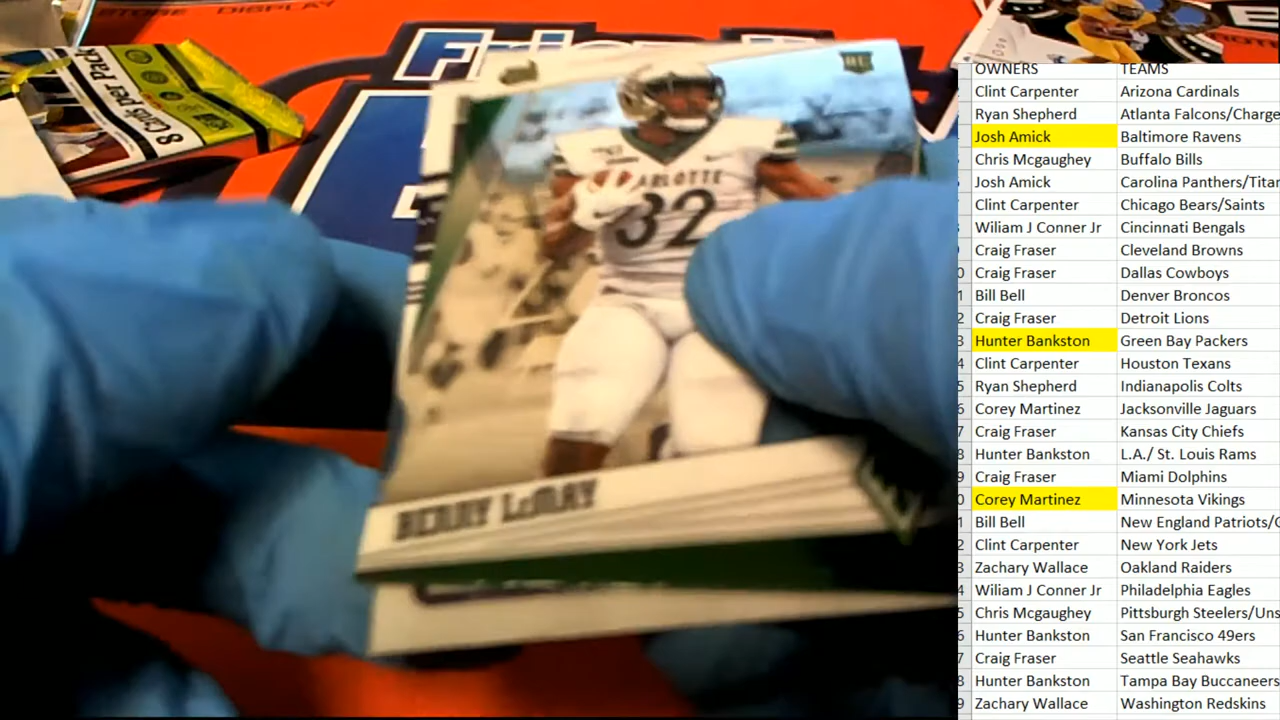 STORE DISPLAY
8 Cards per Pack
RC
CHARLOTTE
32
BENNY LEMAY
OWNERS TEAMS
Clint Carpenter Arizona Cardinals
Ryan Shepherd Atlanta Falcons/Charge
Josh Amick Baltimore Ravens
Chris Mcgaughey Buffalo Bills
Josh Amick Carolina Panthers/Titan
Clint Carpenter Chicago Bears/Saints
Wiliam J Conner Jr Cincinnati Bengals
Craig Fraser Cleveland Browns
Craig Fraser Dallas Cowboys
Bill Bell Denver Broncos
Craig Fraser Detroit Lions
Hunter Bankston Green Bay Packers
Clint Carpenter Houston Texans
Ryan Shepherd Indianapolis Colts
Corey Martinez Jacksonville Jaguars
Craig Fraser Kansas City Chiefs
Hunter Bankston L.A./ St. Louis Rams
Craig Fraser Miami Dolphins
Corey Martinez Minnesota Vikings
Bill Bell New England Patriots/
Clint Carpenter New York Jets
Zachary Wallace Oakland Raiders
Wiliam J Conner Jr Philadelphia Eagles
Chris Mcgaughey Pittsburgh Steelers/Uns
Hunter Bankston San Francisco 49ers
Craig Fraser Seattle Seahawks
Hunter Bankston Tampa Bay Buccaneers
Zachary Wallace Washington Redskins